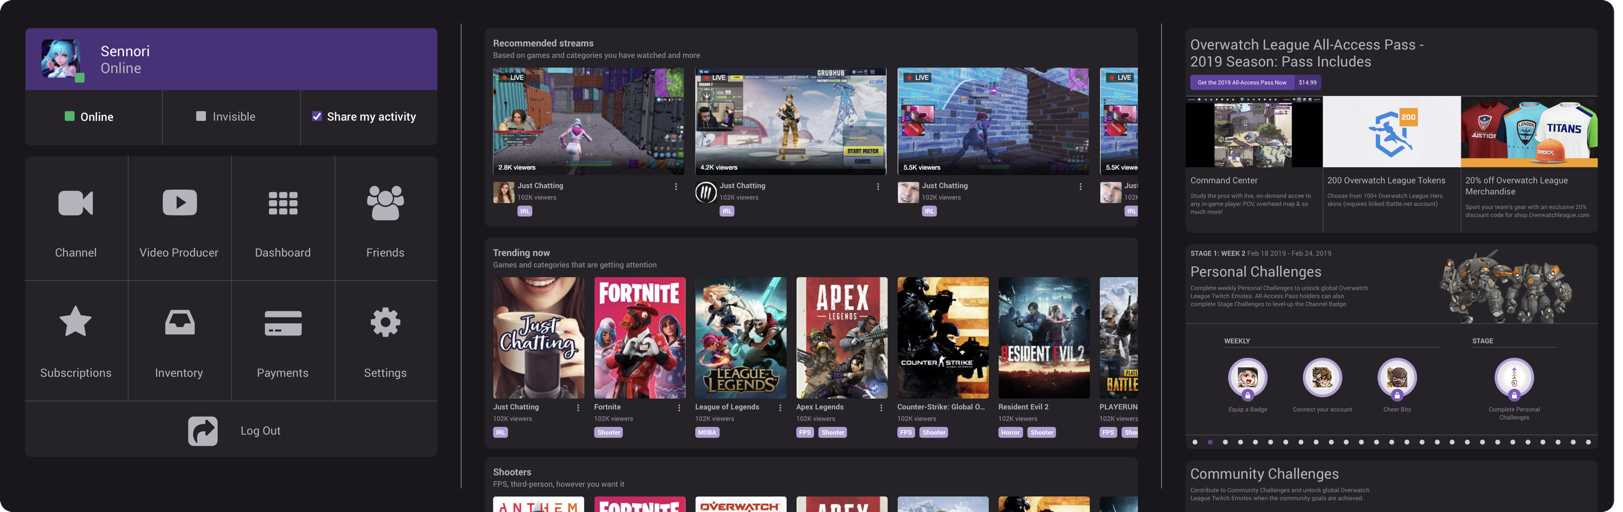 Sennori
Online
Online
Invisible
Share my activity
Channel
Video Producer
Dashboard
Friends
Subscriptions
Inventory
Payments
Settings
Log Out
Recommended streams
Based on games and categories you have watched and more
LIVE
2.8K viewers
Just Chatting
102K viewers
IRL
LIVE
GRUBHUB
START MATCH
CANCEL
4.2K viewers
Just Chatting
102K viewers
IRL
LIVE
5.5K viewers
Just Chatting
102K viewers
IRL
LIVE
5.5K view
Just
102K
IRL
Trending now
Games and categories that are getting attention
Just Chatting
Just Chatting
102K viewers
IRL
FORTNITE
Fortnite
102K viewers
Shooter
LEAGUE OF LEGENDS
League of Legends
102K viewers
MOBA
APEX LEGENDS
Apex Legends
102K viewers
FPS
Shooter
COUNTER STRIKE
Counter-Strike: Global O...
102K viewers
FPS
Shooter
RESIDENT EVIL 2
Resident Evil 2
102K viewers
Horror
Shooter
PLAYERUN
102K viewers
FPS
Shoo
Shooters
FPS, third-person, however you want it
ANTHEM
FORTNITE
OVERWATCH
APEX
Overwatch League All-Access Pass -
2019 Season: Pass Includes
Get the 2019 All-Access Pass Now
$14.99
Command Center
Study the pros with live, on-demand accee to
any in-game player POV, overhead map & so
much more!
200
200 Overwatch League Tokens
Choose from 100+ Overwatch League Hero
skins (requires linked Battle.net account)
JUSTICE
LONDON
TITANS
SHOCK
20% off Overwatch League
Merchandise
Sport your team's gear with an exclusive 20%
discount code for shop.Overwatchleague.com
STAGE 1: WEEK 2 Feb 18 2019 - Feb 24, 2019
Personal Challenges
Complete weekly Personal Challenges to unlock global Overwatch
League Twitch Emotes. All-Access Pass holders can also
complete Stage Challenges to level-up the Channel Badge.
WEEKLY
STAGE
Equip a Badge
Connect your account
Cheer Bits
Complete Personal
Challenges
Community Challenges
Contribute to Community Challenges and unlock global Overwatch
League Twitch Emotes when the community goals are achieved.